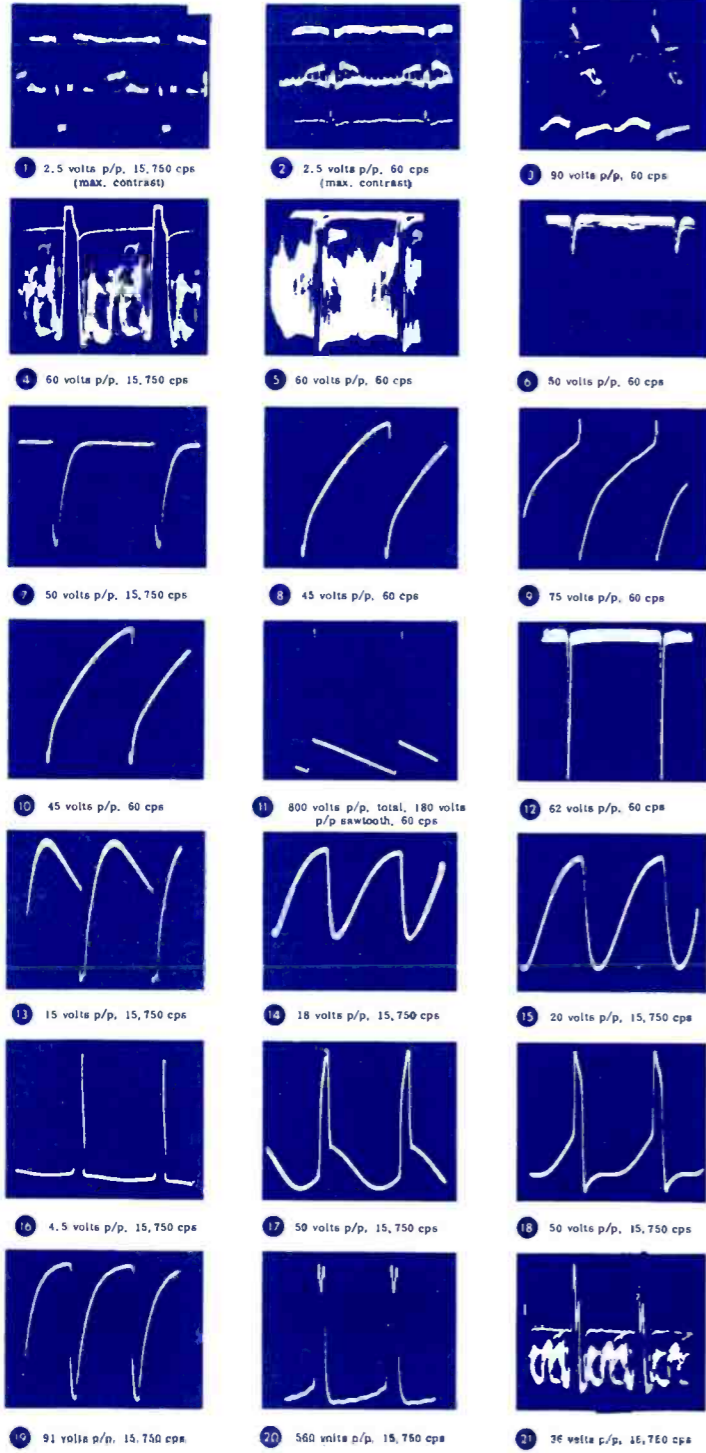 1 2.5 volts p/p, 15,750 cps
(max. contrast)
2 2.5 volts p/p, 60 cps
(max. contrast)
3 90 volts p/p, 60 cps
4 60 volts p/p, 15,750 cps
5 60 volts p/p, 60 cps
6 50 volts p/p, 60 cps
7 50 volts p/p, 15,750 cps
8 45 volts p/p, 60 cps
9 75 volts p/p, 60 cps
10 45 volts p/p, 60 cps
11 800 volts p/p, total, 180 volts
p/p sawtooth, 60 cps
12 62 volts p/p, 60 cps
13 15 volts p/p, 15,750 cps
14 18 volts p/p, 15,750 cps
15 20 volts p/p, 15,750 cps
16 4.5 volts p/p, 15,750 cps
17 50 volts p/p, 15,750 cps
18 50 volts p/p, 15,750 cps
19 91 volts p/p, 15,750 cps
20 560 volts p/p, 15,750 cps
21 36 volts p/p, 15,750 cps